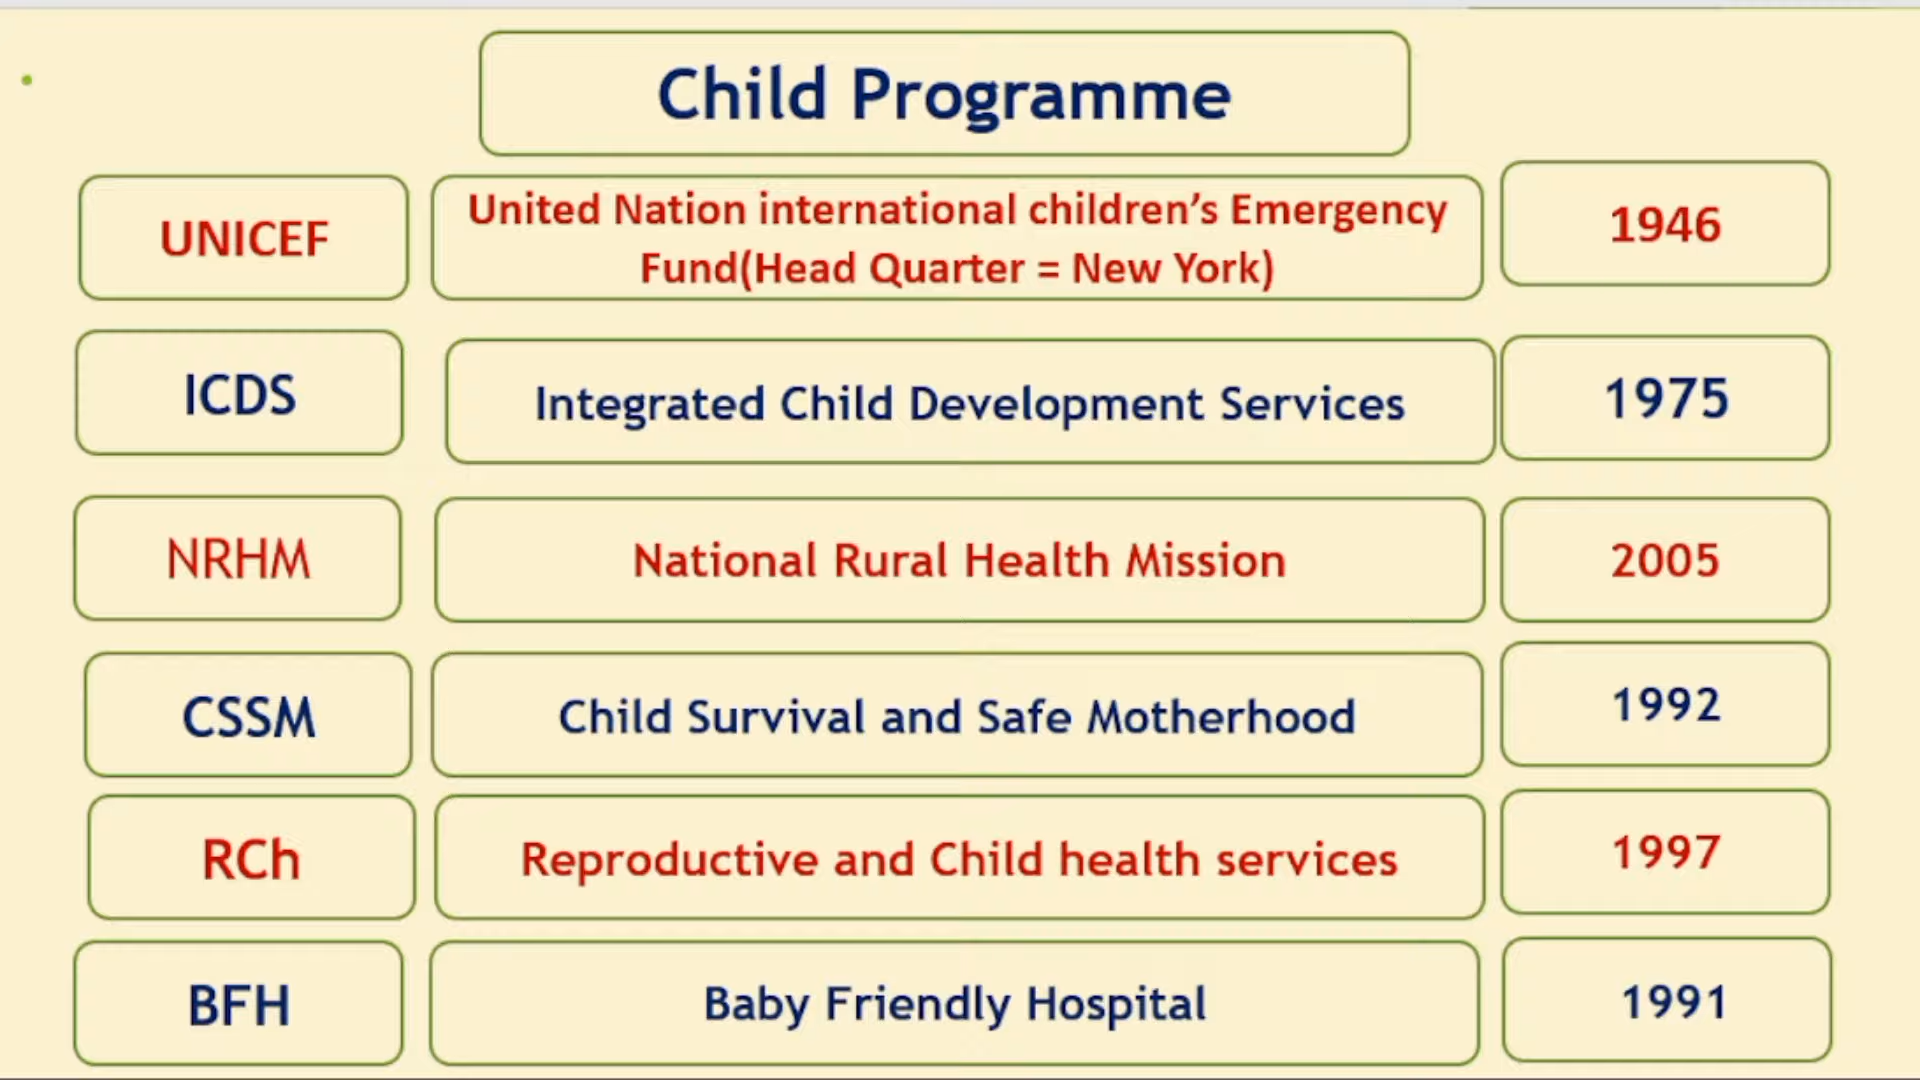 Child Programme
UNICEF
United Nation international children’s Emergency
Fund(Head Quarter = New York)
1946
ICDS
Integrated Child Development Services
1975
NRHM
National Rural Health Mission
2005
CSSM
Child Survival and Safe Motherhood
1992
RCh
Reproductive and Child health services
1997
BFH
Baby Friendly Hospital
1991